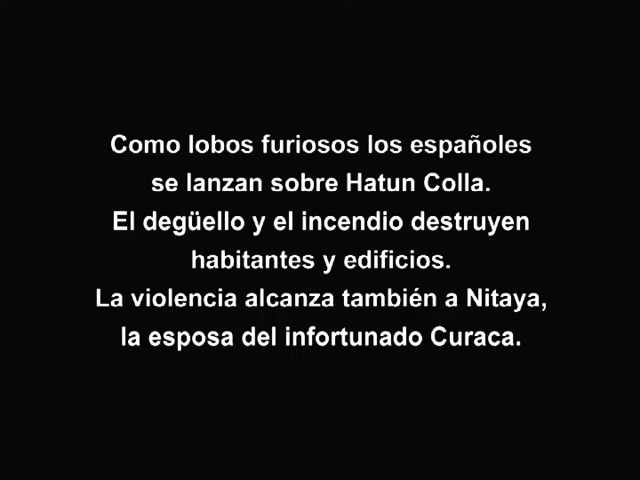 Como lobos furiosos los españoles
se lanzan sobre Hatun Colla.
El degüello y el incendio destruyen
habitantes y edificios.
La violencia alcanza también a Nitaya,
la esposa del infortunado Curaca.